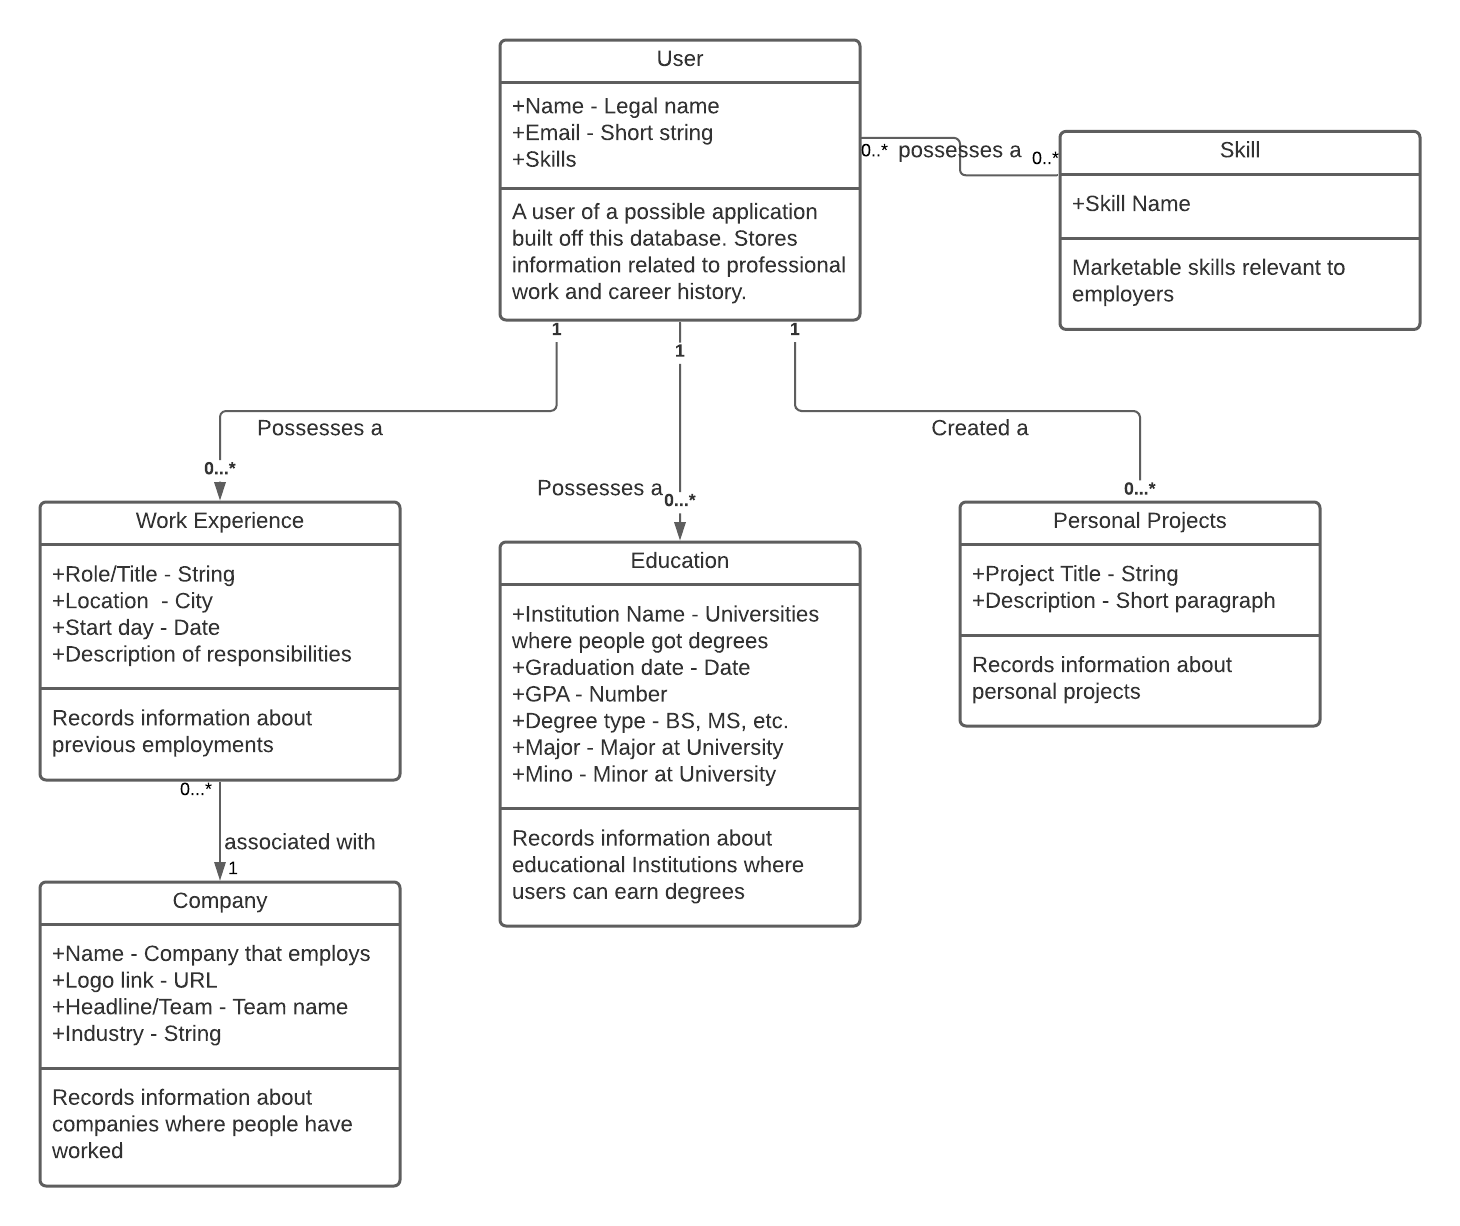 User
+Name - Legal name
+Email - Short string
+Skills
A user of a possible application
built off this database. Stores
information related to professional
work and career history.
0..*
possesses a
0..*
Skill
+Skill Name
Marketable skills relevant to
employers
1
1
1
Possesses a
0...*
Possesses a
0...*
Created a
0...*
Work Experience
+Role/Title - String
+Location  - City
+Start day - Date
+Description of responsibilities
Records information about
previous employments
0...*
associated with
1
Education
+Institution Name - Universities
where people got degrees
+Graduation date - Date
+GPA - Number
+Degree type - BS, MS, etc.
+Major - Major at University
+Mino - Minor at University
Records information about
educational Institutions where
users can earn degrees
Personal Projects
+Project Title - String
+Description - Short paragraph
Records information about
personal projects
Company
+Name - Company that employs
+Logo link - URL
+Headline/Team - Team name
+Industry - String
Records information about
companies where people have
worked